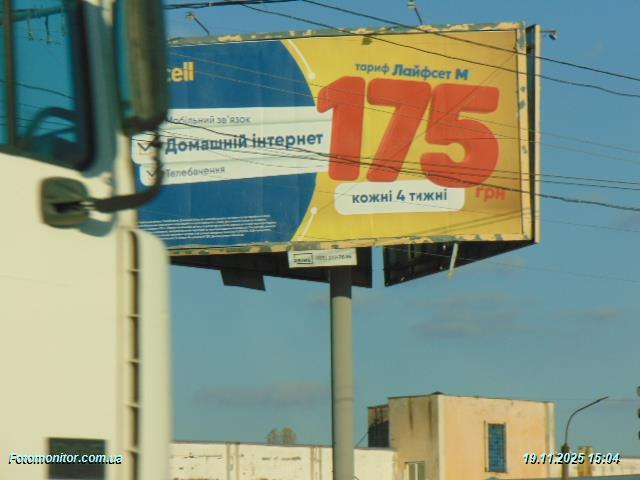 cell
тариф Лайфсет М
175
грн
кожні 4 тижні
Мобільний зв'язок
Домашній інтернет
Телебачення
Fotomonitor.com.ua
19.11.2025 15:04